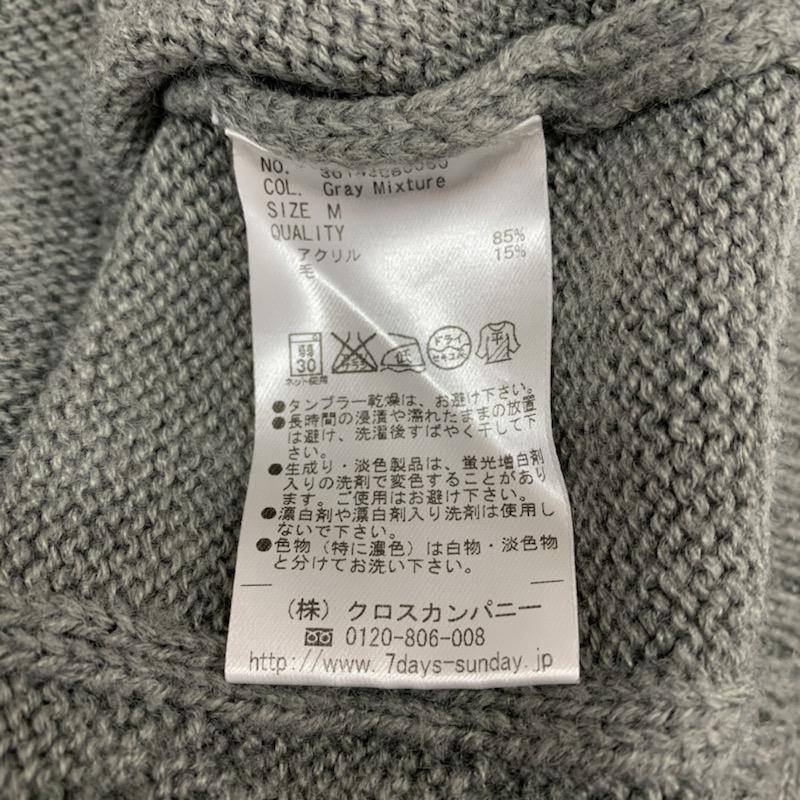 NO.
COL. Gray Mixture
SIZE M
QUALITY
アクリル 85%
毛 15%
弱 30 エンソ サラシ 低 ドライ セキユ系 平
ネット使用
●タンブラー乾燥は、お避け下さい。
●長時間の浸漬や濡れたままの放置
は避け、洗濯後すばやく干して下
さい。
●生成り・淡色製品は、蛍光増白剤
入りの洗剤で変色することがあり
ます。ご使用はお避け下さい。
●漂白剤や漂白剤入り洗剤は使用し
ないで下さい。
●色物（特に濃色）は白物・淡色物
と分けてお洗い下さい。
（株）クロスカンパニー
0120-806-008
http://www.7days-sunday.jp